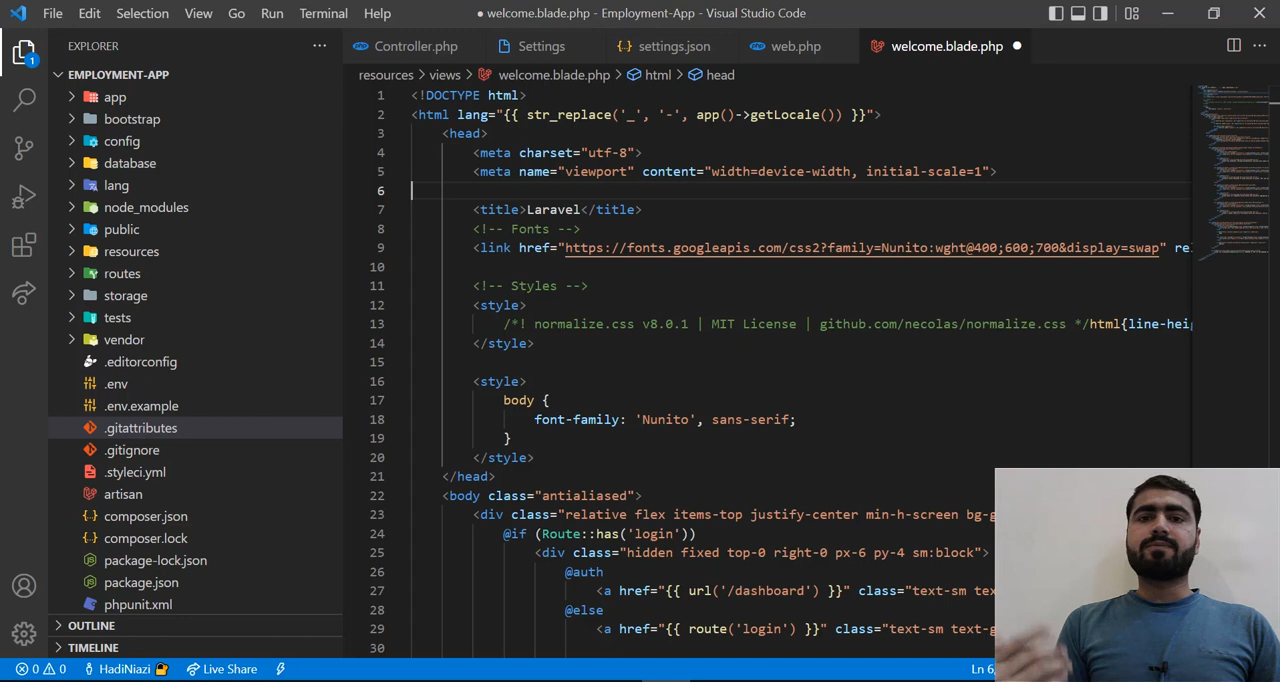 File Edit Selection View Go Run Terminal Help
● welcome.blade.php - Employment-App - Visual Studio Code
EXPLORER
1
EMPLOYMENT-APP
app
bootstrap
config
database
lang
node_modules
public
resources
routes
storage
tests
vendor
.editorconfig
.env
.env.example
.gitattributes
.gitignore
.styleci.yml
artisan
composer.json
composer.lock
package-lock.json
package.json
phpunit.xml
OUTLINE
TIMELINE
Controller.php Settings settings.json web.php welcome.blade.php
resources > views > welcome.blade.php > html > head
1 <!DOCTYPE html>
2 <html lang="{{ str_replace('_', '-', app()->getLocale()) }}">
3 <head>
4 <meta charset="utf-8">
5 <meta name="viewport" content="width=device-width, initial-scale=1">
6
7 <title>Laravel</title>
8 <!-- Fonts -->
9 <link href="https://fonts.googleapis.com/css2?family=Nunito:wght@400;600;700&display=swap" re
10
11 <!-- Styles -->
12 <style>
13 /*! normalize.css v8.0.1 | MIT License | github.com/necolas/normalize.css */html{line-hei
14 </style>
15
16 <style>
17 body {
18 font-family: 'Nunito', sans-serif;
19 }
20 </style>
21 </head>
22 <body class="antialiased">
23 <div class="relative flex items-top justify-center min-h-screen bg-g
24 @if (Route::has('login'))
25 <div class="hidden fixed top-0 right-0 px-6 py-4 sm:block">
26 @auth
27 <a href="{{ url('/dashboard') }}" class="text-sm tex
28 @else
29 <a href="{{ route('login') }}" class="text-sm text-g
30
0 0 HadiNiazi Live Share Ln 6,